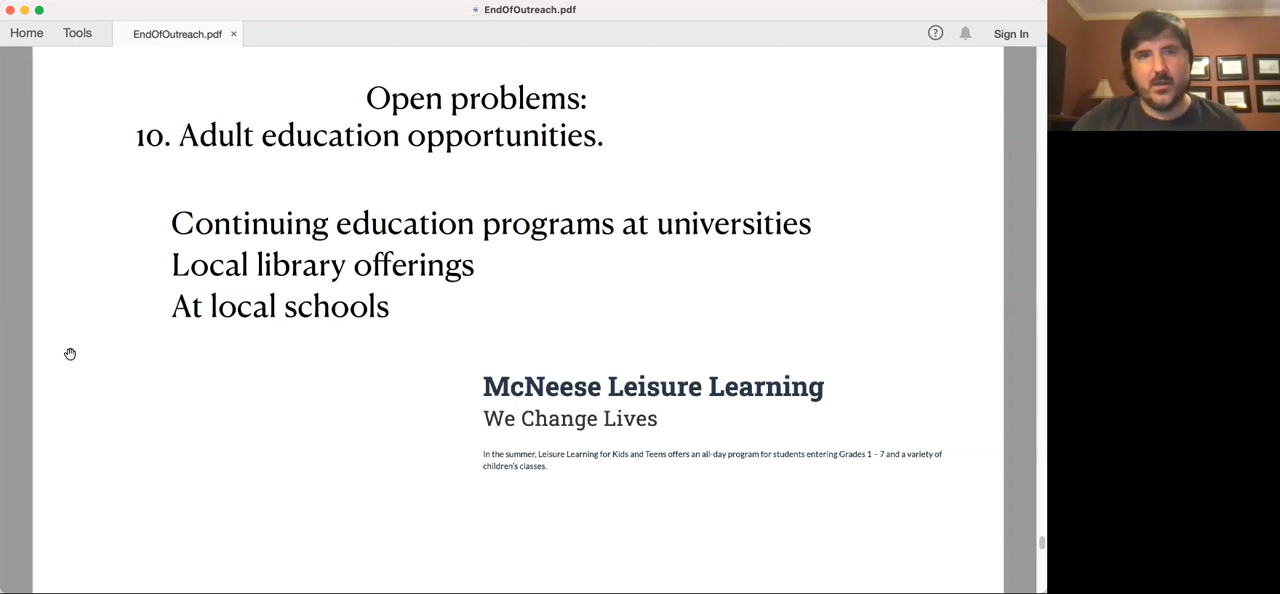 EndOfOutreach.pdf
Home
Tools
EndOfOutreach.pdf ×
?
Sign In
Open problems:
10. Adult education opportunities.
Continuing education programs at universities
Local library offerings
At local schools
McNeese Leisure Learning
We Change Lives
In the summer, Leisure Learning for Kids and Teens offers an all-day program for students entering Grades 1 – 7 and a variety of
children's classes.